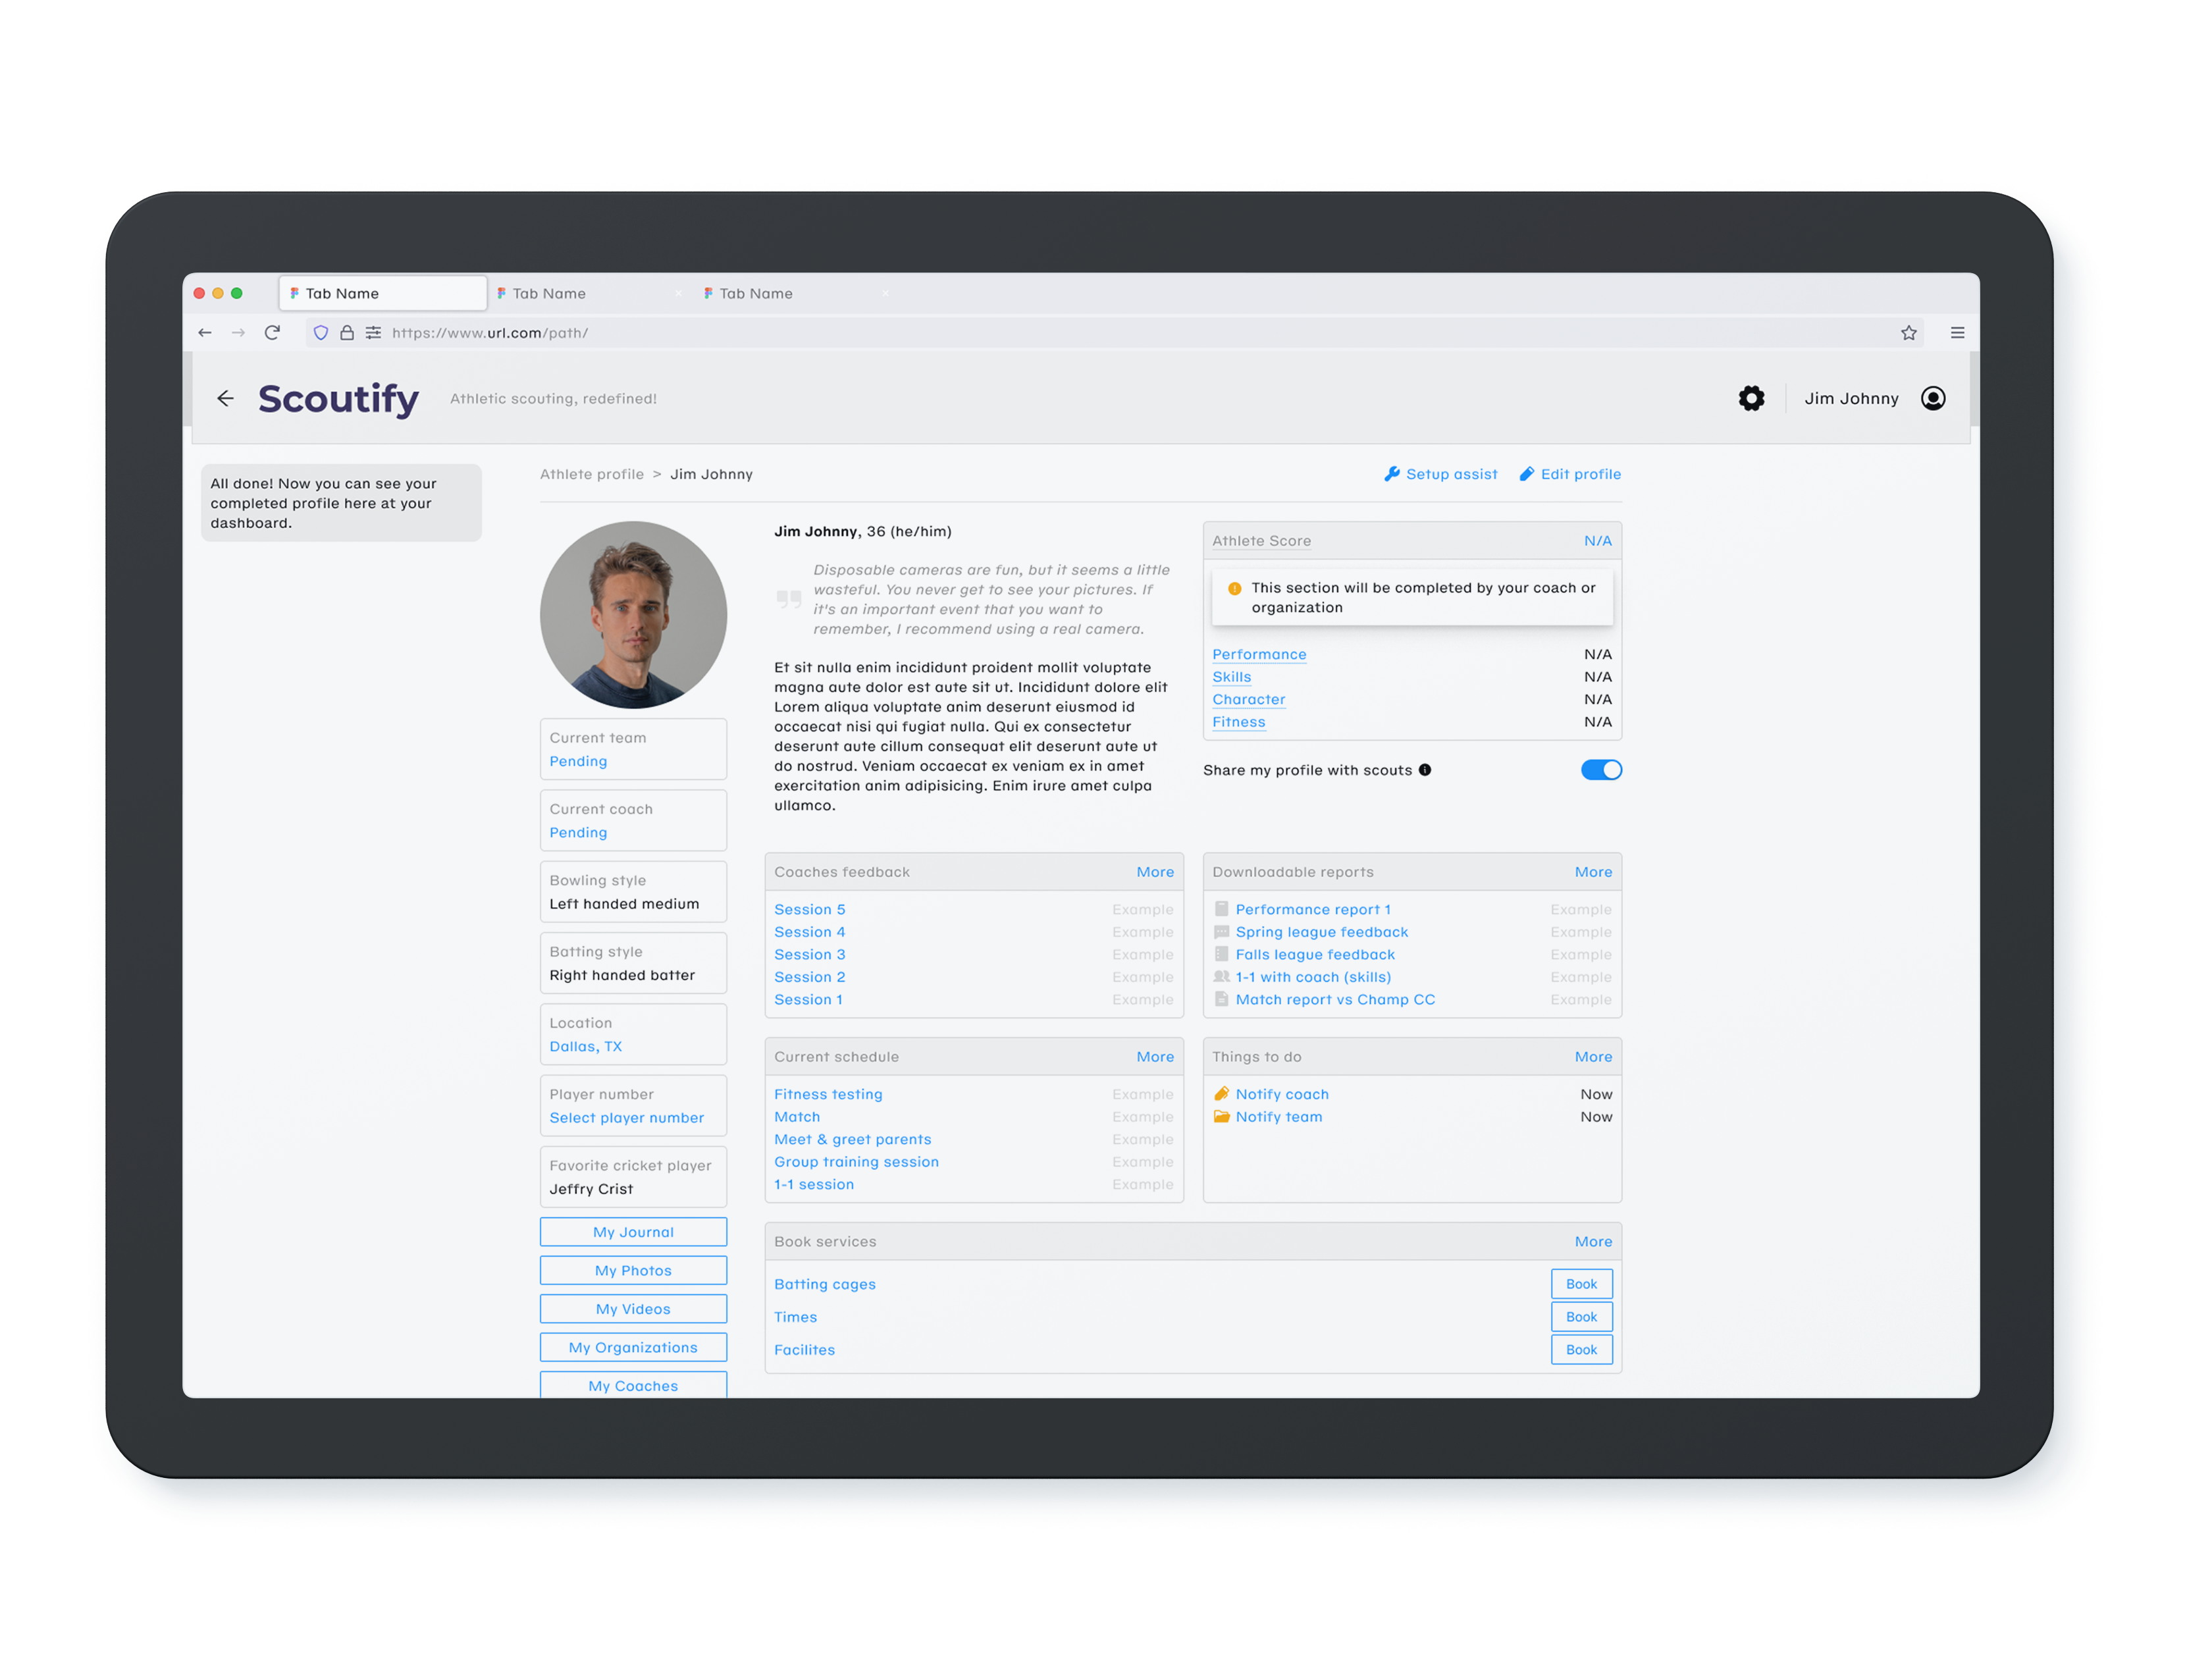 Tab Name
Tab Name
Tab Name
https://www.url.com/path/
Scoutify
Athletic scouting, redefined!
Jim Johnny
All done! Now you can see your
completed profile here at your
dashboard.
Athlete profile > Jim Johnny
Setup assist
Edit profile
Jim Johnny, 36 (he/him)
Disposable cameras are fun, but it seems a little
wasteful. You never get to see your pictures. If
it's an important event that you want to
remember, I recommend using a real camera.
Et sit nulla enim incididunt proident mollit voluptate
magna aute dolor est aute sit ut. Incididunt dolore elit
Lorem aliqua voluptate anim deserunt eiusmod id
occaecat nisi qui fugiat nulla. Qui ex consectetur
deserunt aute cillum consequat elit deserunt aute ut
do nostrud. Veniam occaecat ex veniam ex in amet
exercitation anim adipisicing. Enim irure amet culpa
ullamco.
Athlete Score N/A
This section will be completed by your coach or
organization
Performance N/A
Skills N/A
Character N/A
Fitness N/A
Share my profile with scouts
Current team
Pending
Current coach
Pending
Bowling style
Left handed medium
Batting style
Right handed batter
Location
Dallas, TX
Player number
Select player number
Favorite cricket player
Jeffry Crist
My Journal
My Photos
My Videos
My Organizations
My Coaches
Coaches feedback More
Session 5 Example
Session 4 Example
Session 3 Example
Session 2 Example
Session 1 Example
Downloadable reports More
Performance report 1 Example
Spring league feedback Example
Falls league feedback Example
1-1 with coach (skills) Example
Match report vs Champ CC Example
Current schedule More
Fitness testing Example
Match Example
Meet & greet parents Example
Group training session Example
1-1 session Example
Things to do More
Notify coach Now
Notify team Now
Book services More
Batting cages Book
Times Book
Facilites Book